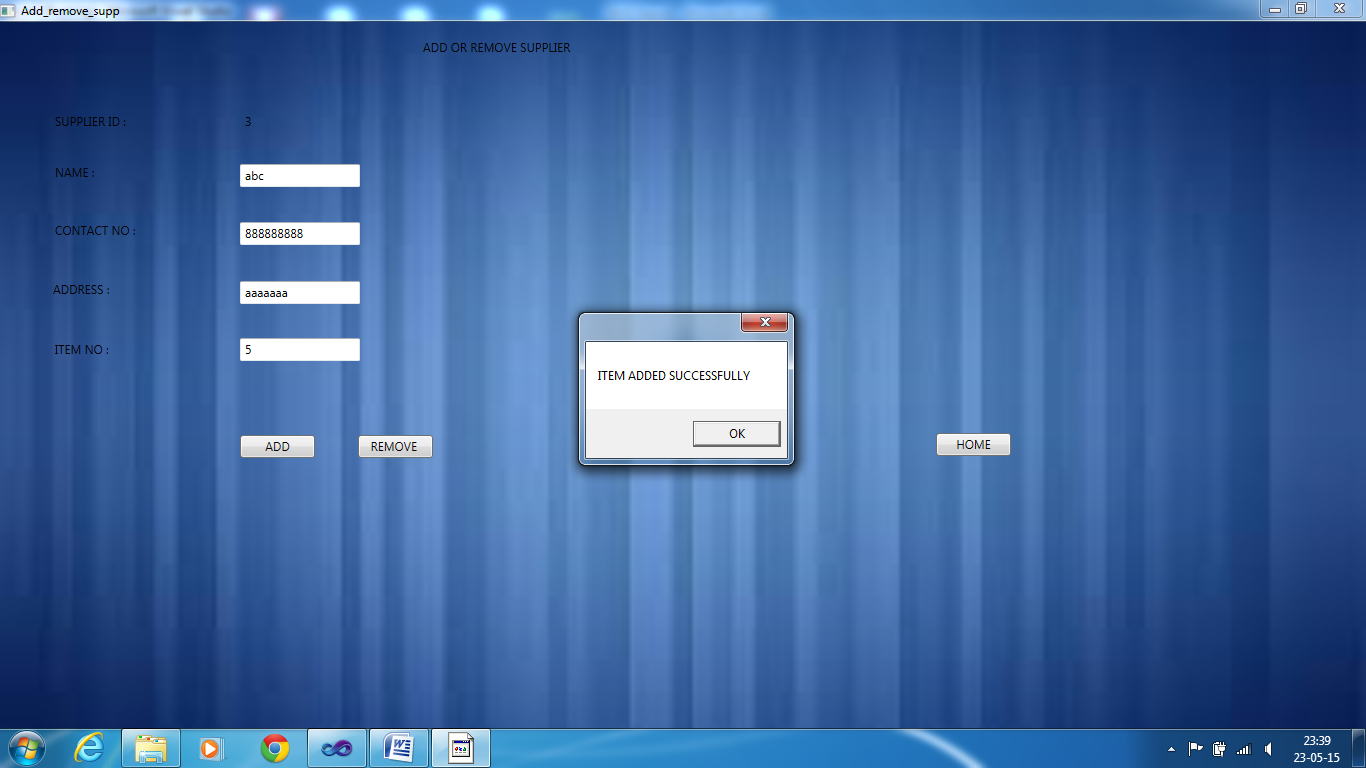 Add_remove_supp
ADD OR REMOVE SUPPLIER
SUPPLIER ID :
3
NAME :
abc
CONTACT NO :
888888888
ADDRESS :
aaaaaaa
ITEM NO :
5
ADD
REMOVE
ITEM ADDED SUCCESSFULLY
OK
HOME
23:39
23-05-15